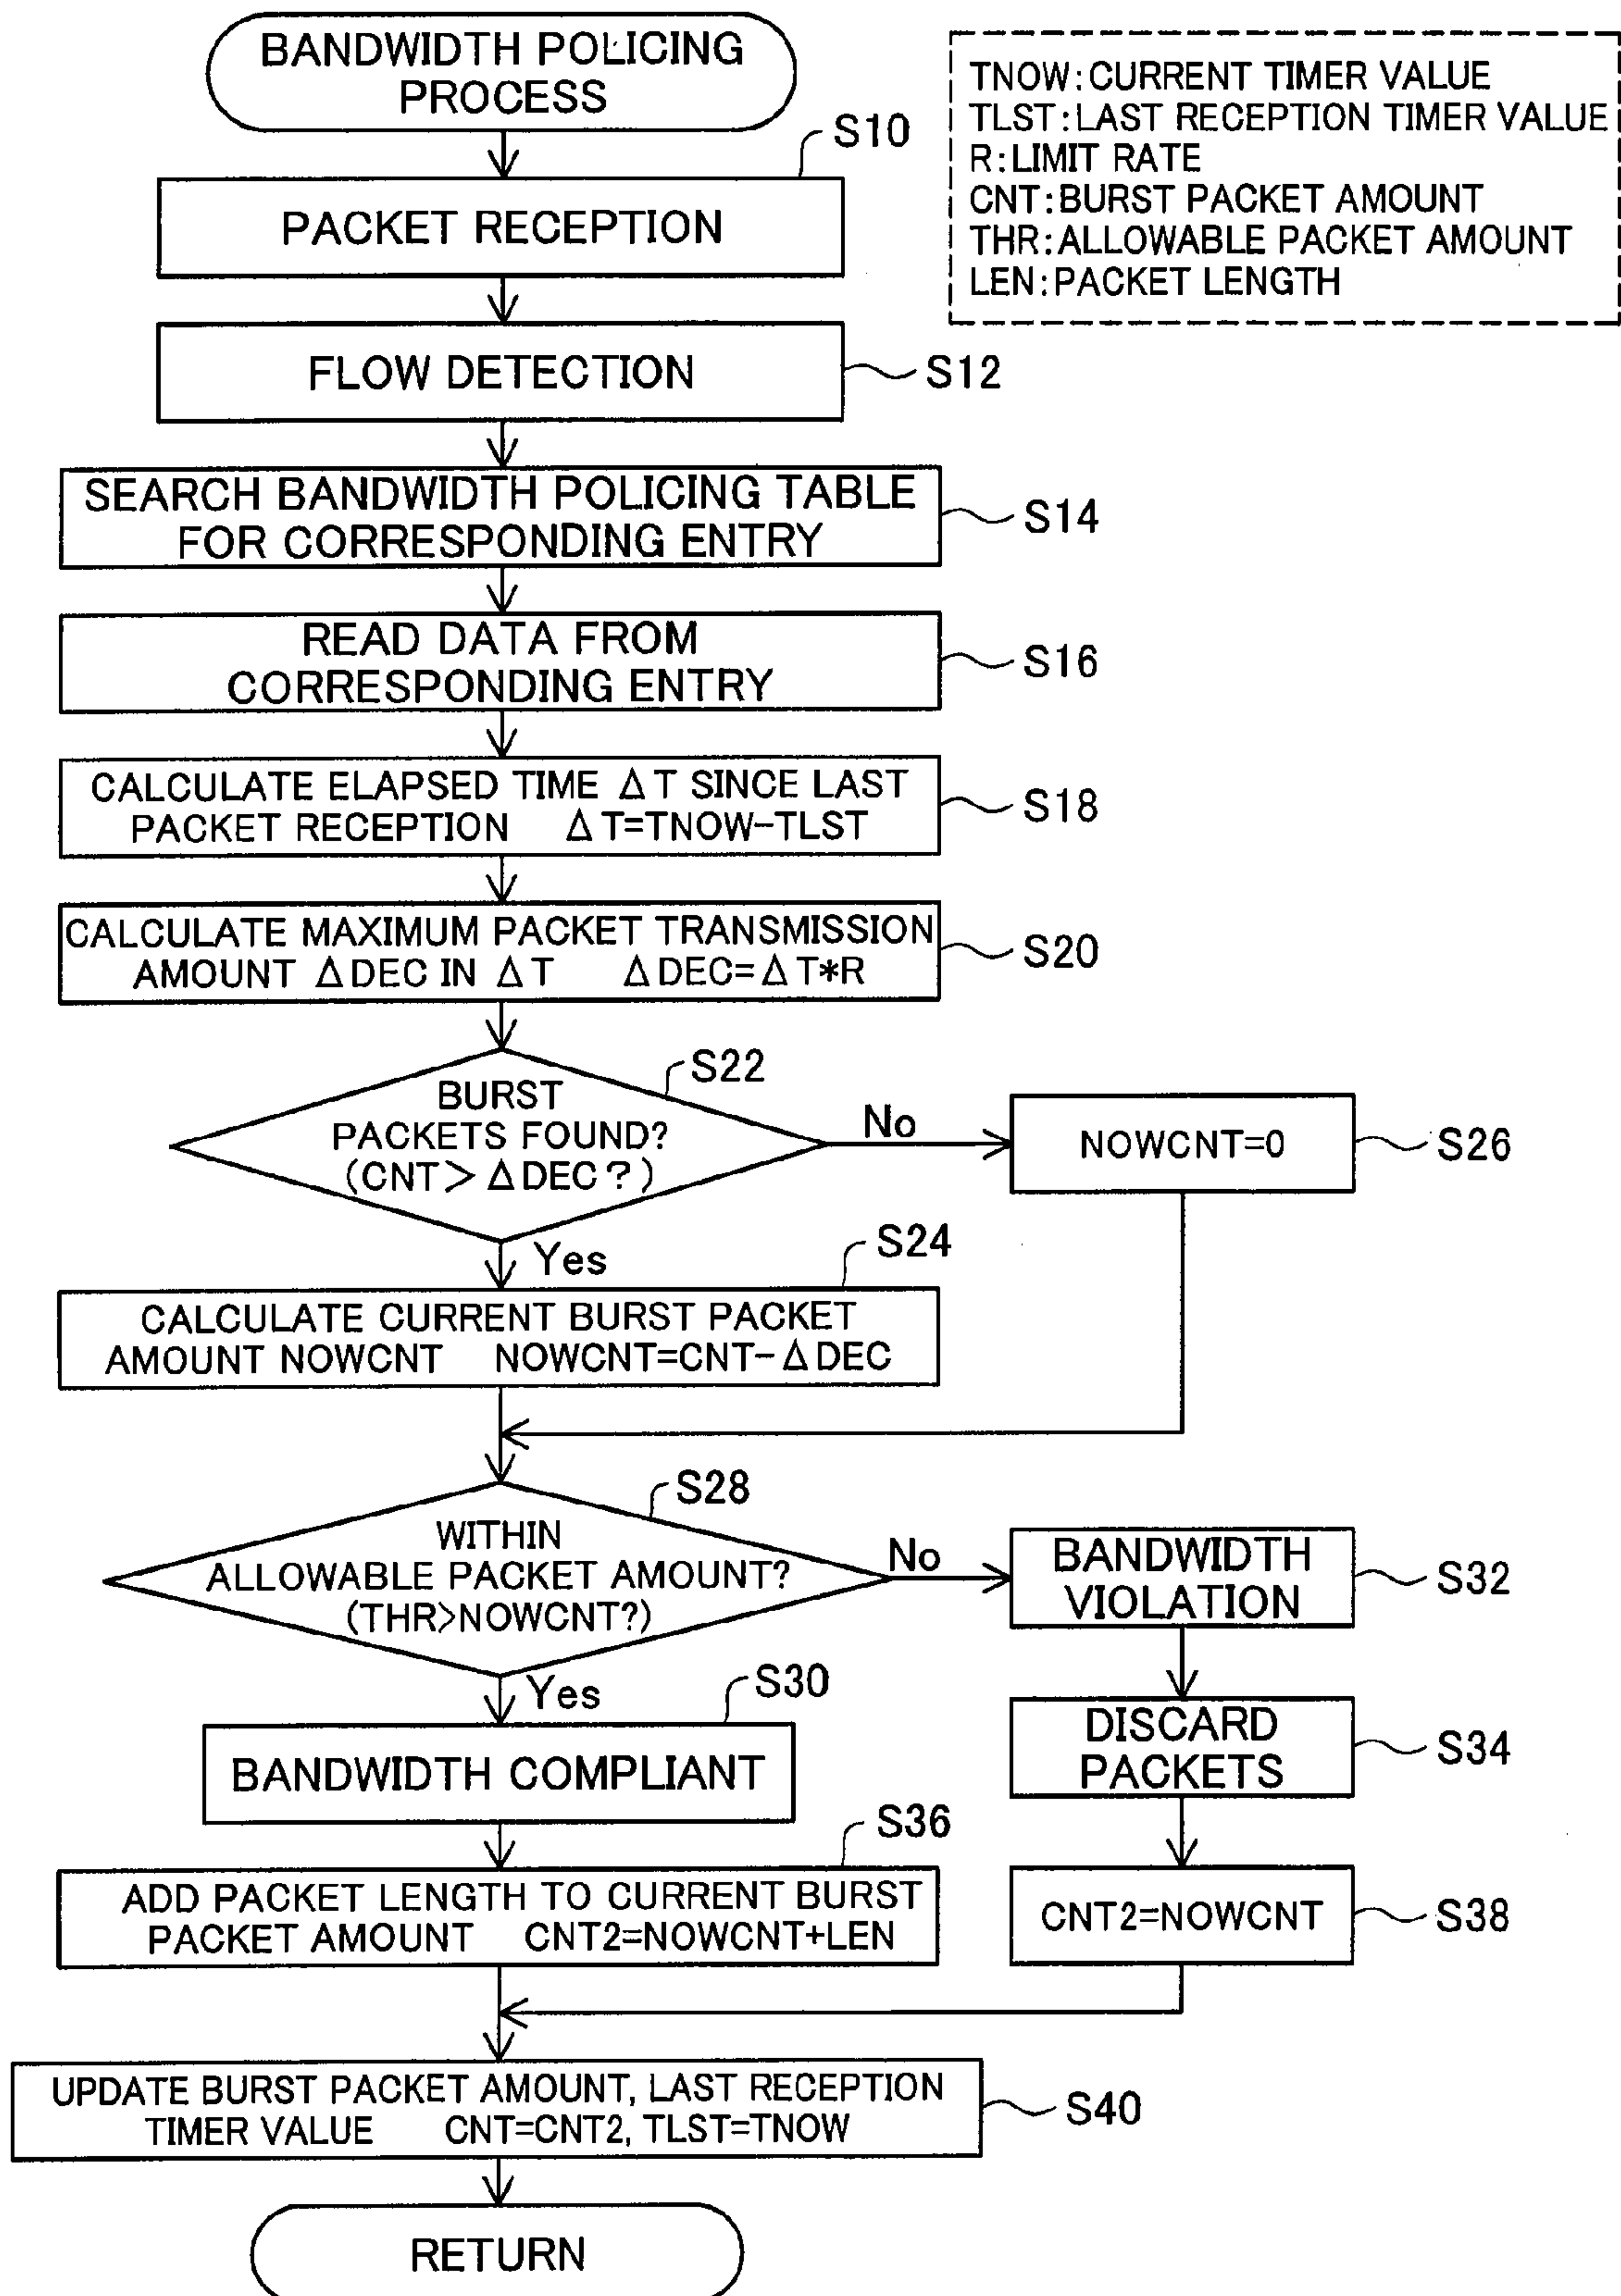 BANDWIDTH POLICING
PROCESS
TNOW:CURRENT TIMER VALUE
TLST:LAST RECEPTION TIMER VALUE
R:LIMIT RATE
CNT:BURST PACKET AMOUNT
THR:ALLOWABLE PACKET AMOUNT
LEN:PACKET LENGTH
S10
PACKET RECEPTION
FLOW DETECTION
S12
SEARCH BANDWIDTH POLICING TABLE
FOR CORRESPONDING ENTRY
S14
READ DATA FROM
CORRESPONDING ENTRY
S16
CALCULATE ELAPSED TIME ΔT SINCE LAST
PACKET RECEPTION ΔT=TNOW-TLST
S18
CALCULATE MAXIMUM PACKET TRANSMISSION
AMOUNT ΔDEC IN ΔT ΔDEC=ΔT*R
S20
S22
BURST
PACKETS FOUND?
(CNT>ΔDEC?)
No
NOWCNT=0
S26
Yes
S24
CALCULATE CURRENT BURST PACKET
AMOUNT NOWCNT NOWCNT=CNT-ΔDEC
S28
WITHIN
ALLOWABLE PACKET AMOUNT?
(THR>NOWCNT?)
No
BANDWIDTH
VIOLATION
S32
Yes
S30
BANDWIDTH COMPLIANT
DISCARD
PACKETS
S34
S36
ADD PACKET LENGTH TO CURRENT BURST
PACKET AMOUNT CNT2=NOWCNT+LEN
CNT2=NOWCNT
S38
UPDATE BURST PACKET AMOUNT, LAST RECEPTION
TIMER VALUE CNT=CNT2, TLST=TNOW
S40
RETURN